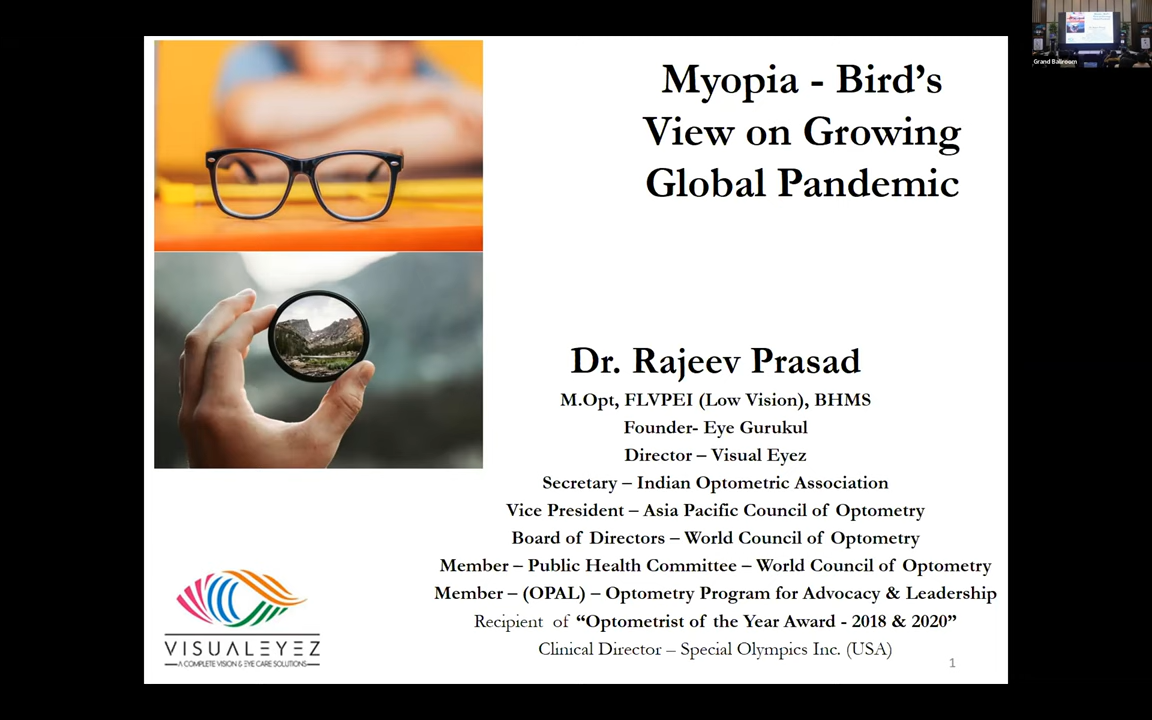 Myopia - Bird’s
View on Growing
Global Pandemic
Dr. Rajeev Prasad
M.Opt, FLVPEI (Low Vision), BHMS
Founder- Eye Gurukul
Director – Visual Eyez
Secretary – Indian Optometric Association
Vice President – Asia Pacific Council of Optometry
Board of Directors – World Council of Optometry
Member – Public Health Committee – World Council of Optometry
Member – (OPAL) – Optometry Program for Advocacy & Leadership
Recipient of “Optometrist of the Year Award - 2018 & 2020”
Clinical Director – Special Olympics Inc. (USA)
1
VISUALEYEZ
A COMPLETE VISION & EYE CARE SOLUTIONS
Grand Ballroom